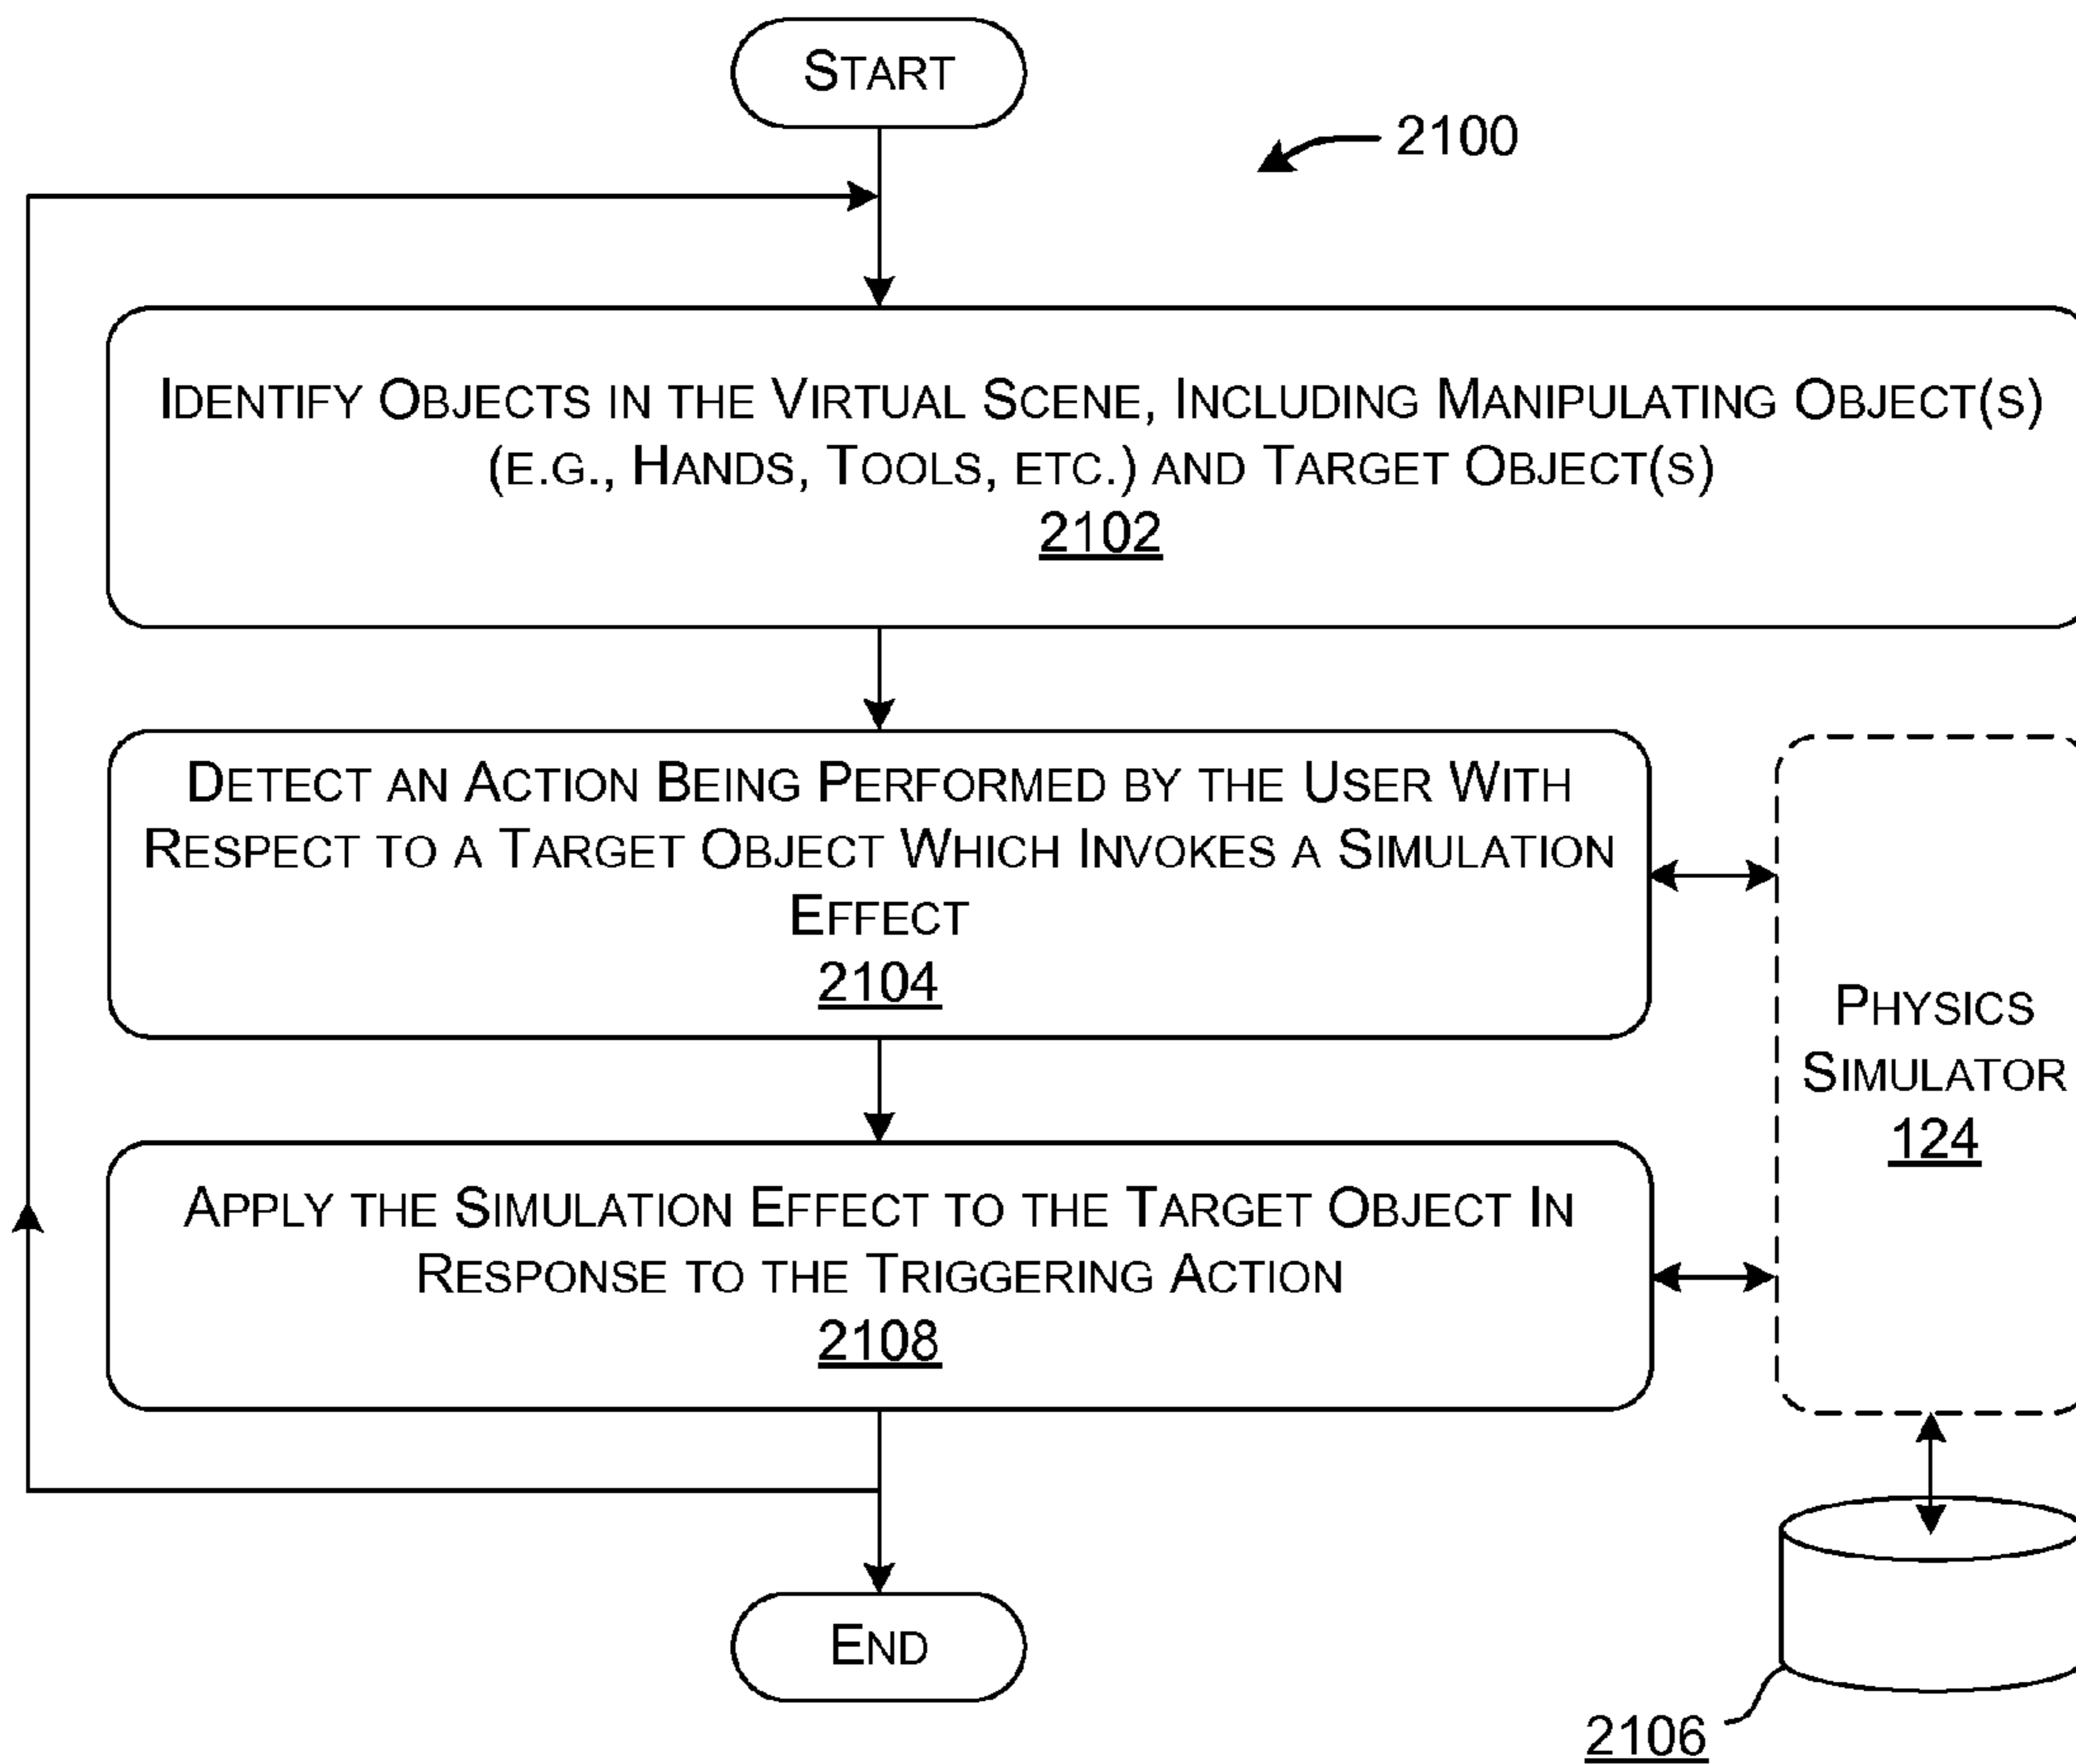 START
2100
IDENTIFY OBJECTS IN THE VIRTUAL SCENE, INCLUDING MANIPULATING OBJECT(S)
(E.G., HANDS, TOOLS, ETC.) AND TARGET OBJECT(S)
2102
DETECT AN ACTION BEING PERFORMED BY THE USER WITH
RESPECT TO A TARGET OBJECT WHICH INVOKES A SIMULATION
EFFECT
2104
PHYSICS
SIMULATOR
124
APPLY THE SIMULATION EFFECT TO THE TARGET OBJECT IN
RESPONSE TO THE TRIGGERING ACTION
2108
END
2106